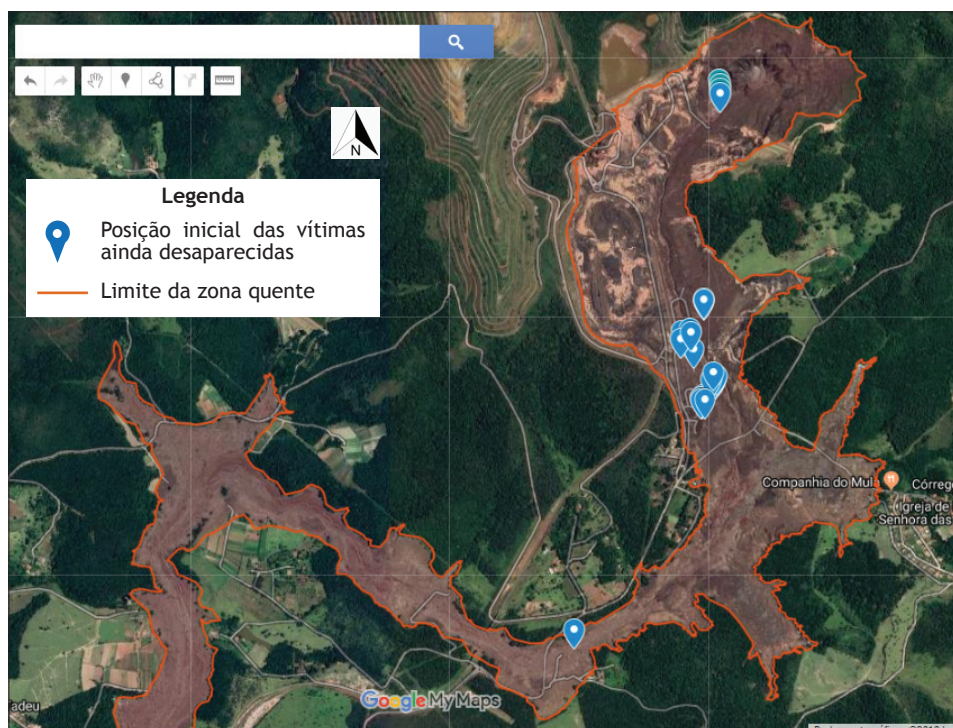 N
Legenda
Posição inicial das vítimas
ainda desaparecidas
Limite da zona quente
Companhia do Mul
Córreg
Igreja de
Senhora das
Google My Maps
adeu